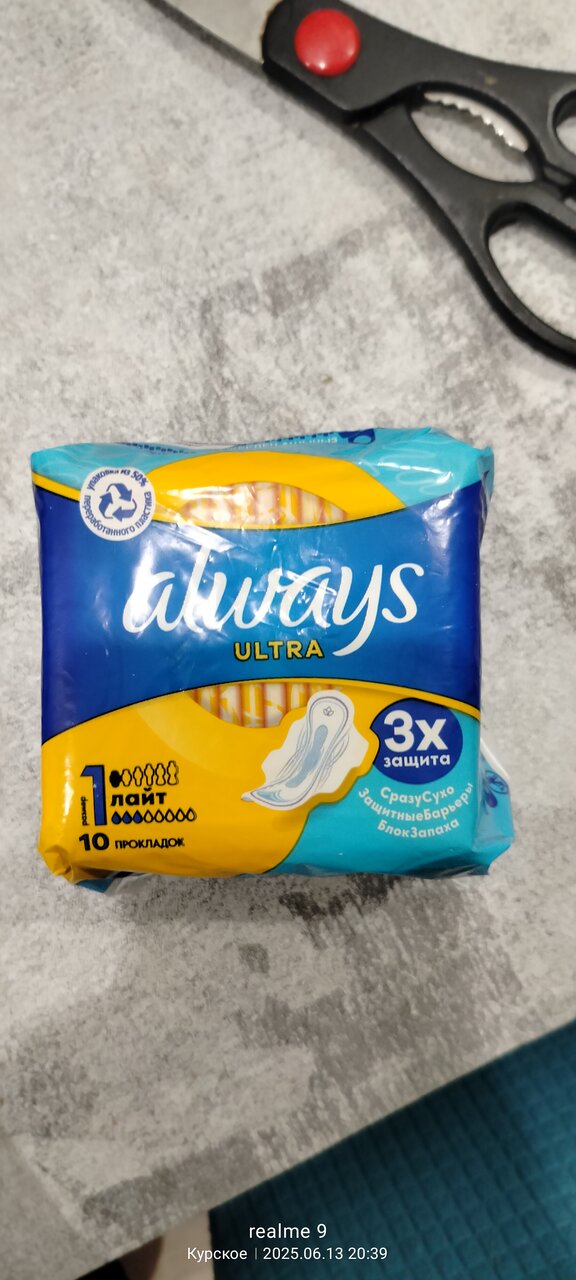 упаковка из 50%
переработанного пластика
always
ULTRA
3x
защита
СразуСухо
ЗащитныеБарьеры
БлокЗапаха
размер
1
лайт
10 ПРОКЛАДОК
realme 9
Курское | 2025.06.13 20:39